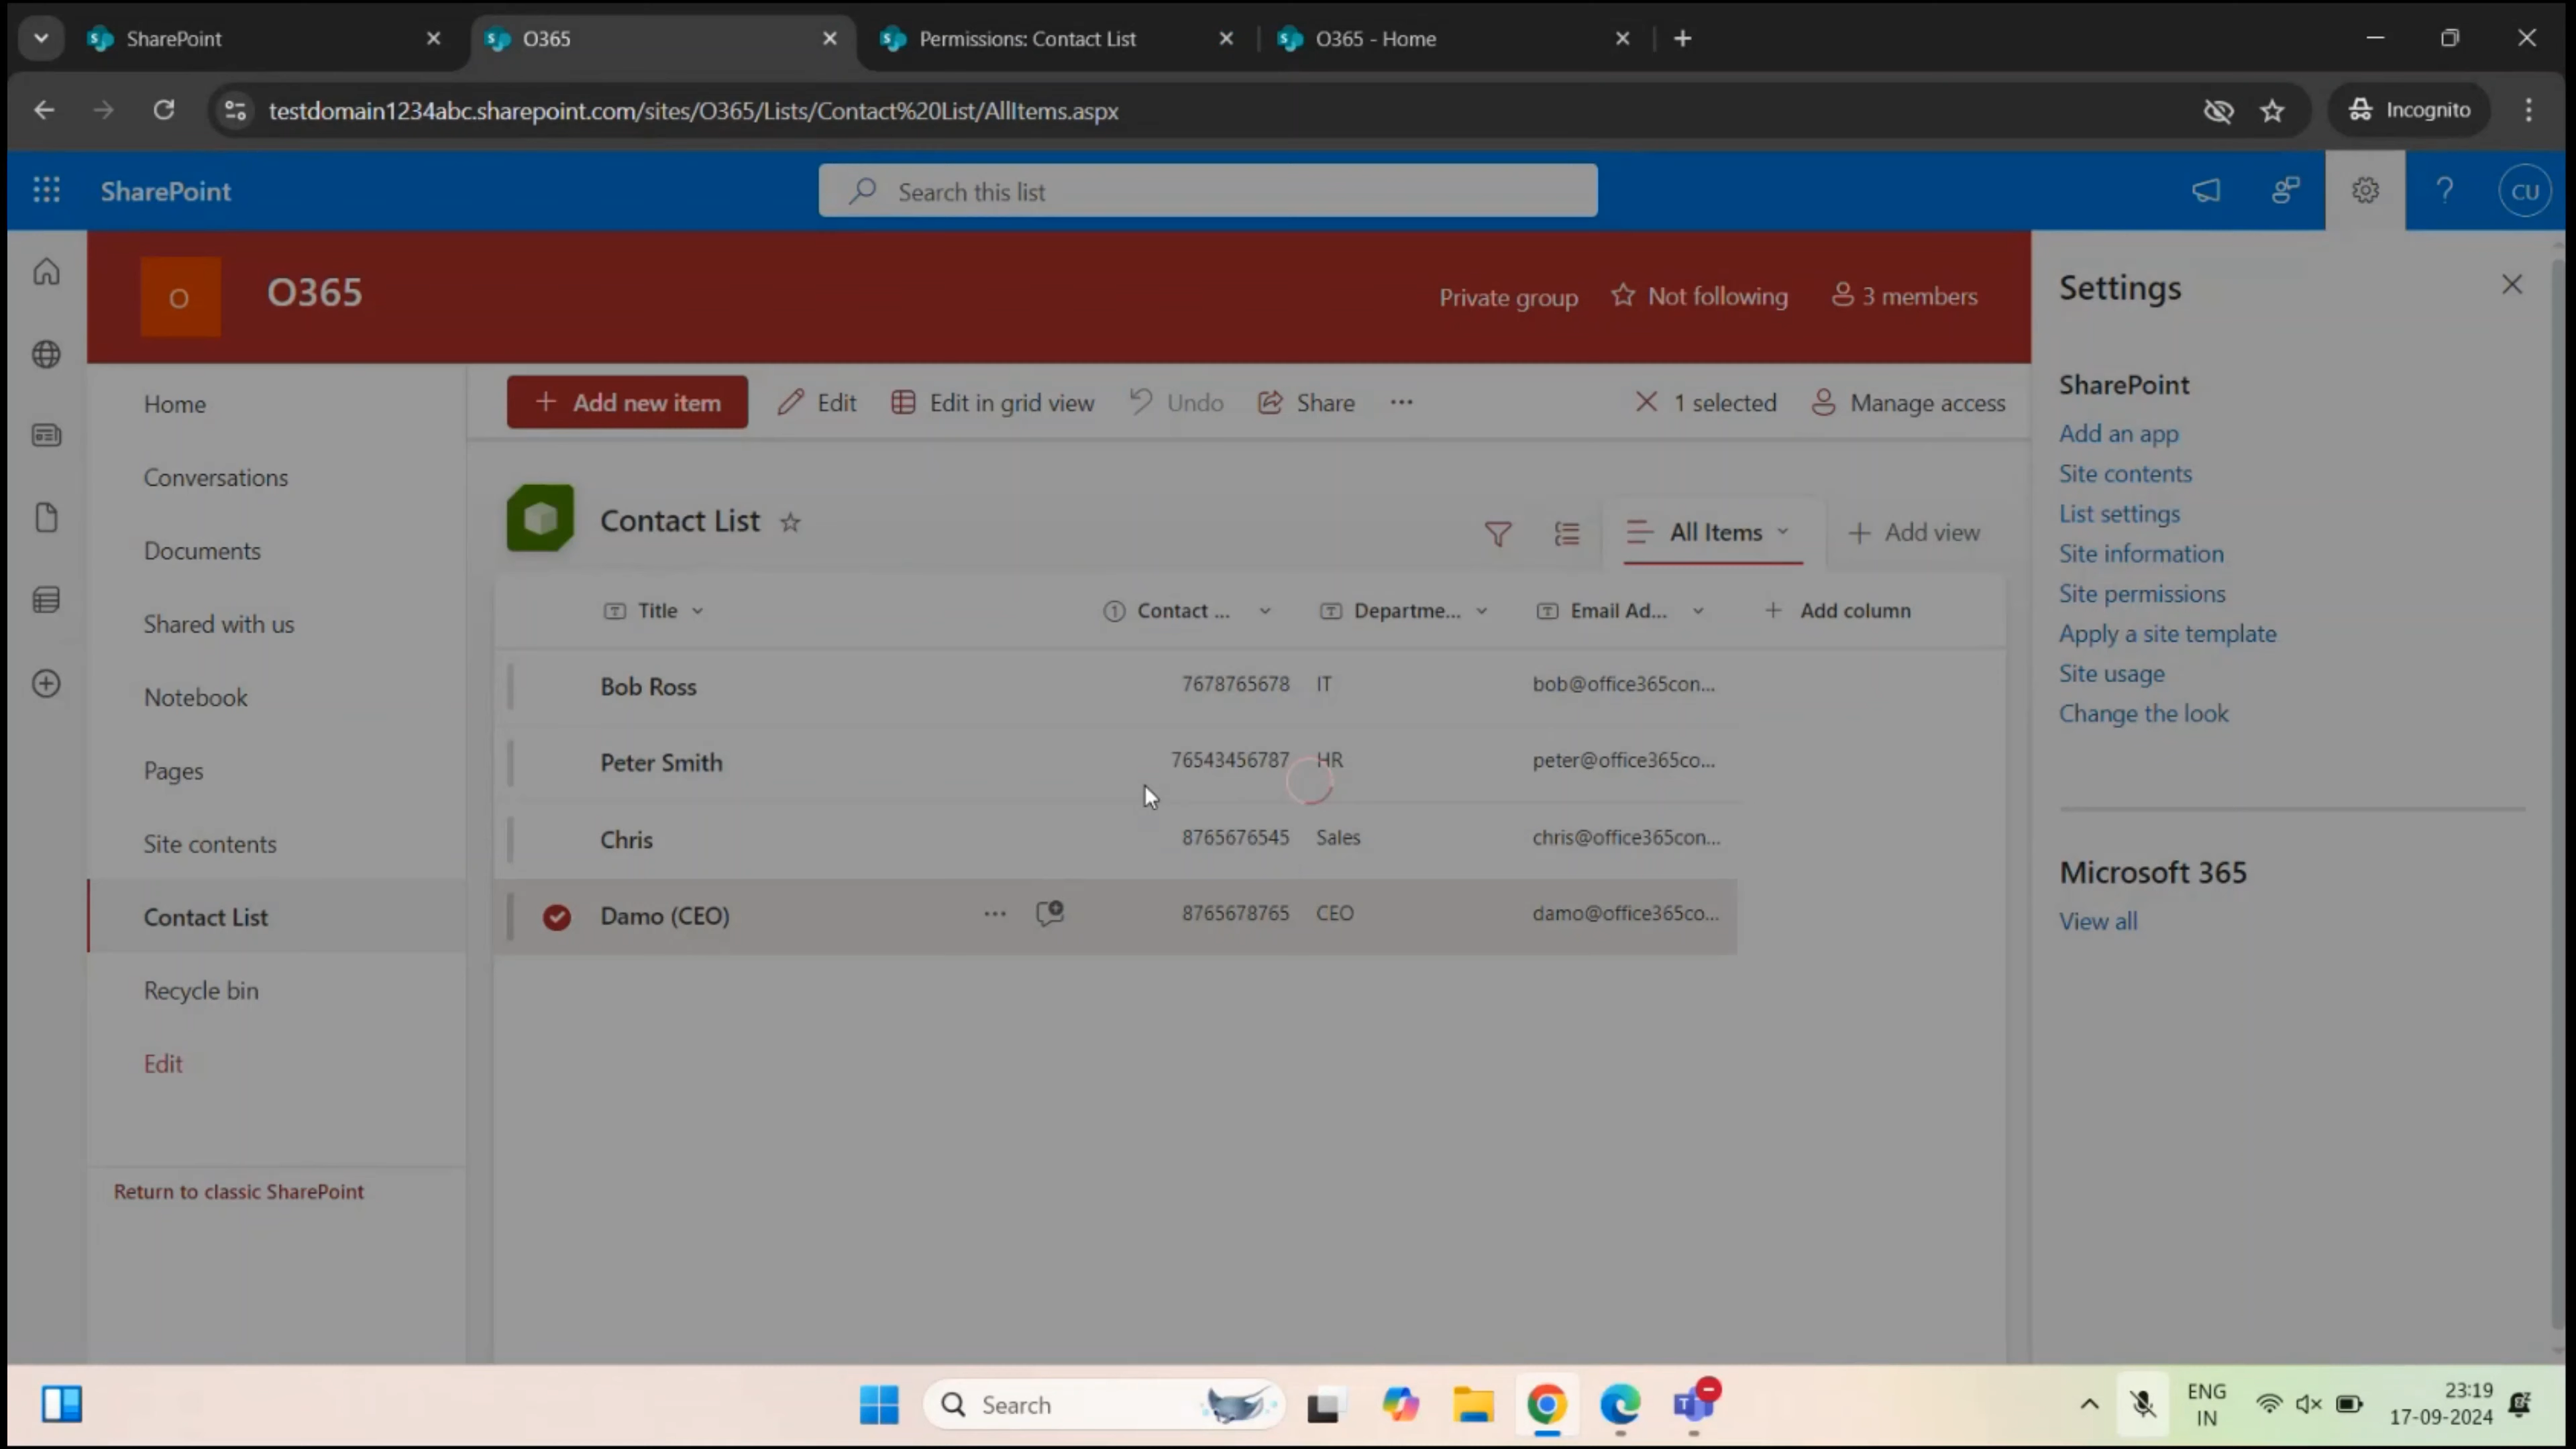 SharePoint
O365
Permissions: Contact List
O365 - Home
testdomain1234abc.sharepoint.com/sites/O365/Lists/Contact%20List/AllItems.aspx
Incognito
SharePoint
Search this list
?
CU
O
O365
Private group
Not following
3 members
Settings
Home
Conversations
Documents
Shared with us
Notebook
Pages
Site contents
Contact List
Recycle bin
Edit
Return to classic SharePoint
+ Add new item
Edit
Edit in grid view
Undo
Share
...
1 selected
Manage access
Contact List
All Items
+ Add view
Title
Contact ...
Departme...
Email Ad...
+ Add column
Bob Ross 7678765678 IT bob@office365con...
Peter Smith 76543456787 HR peter@office365co...
Chris 8765676545 Sales chris@office365con...
Damo (CEO) ... 8765678765 CEO damo@office365co...
SharePoint
Add an app
Site contents
List settings
Site information
Site permissions
Apply a site template
Site usage
Change the look
Microsoft 365
View all
Search
ENG
IN
23:19
17-09-2024